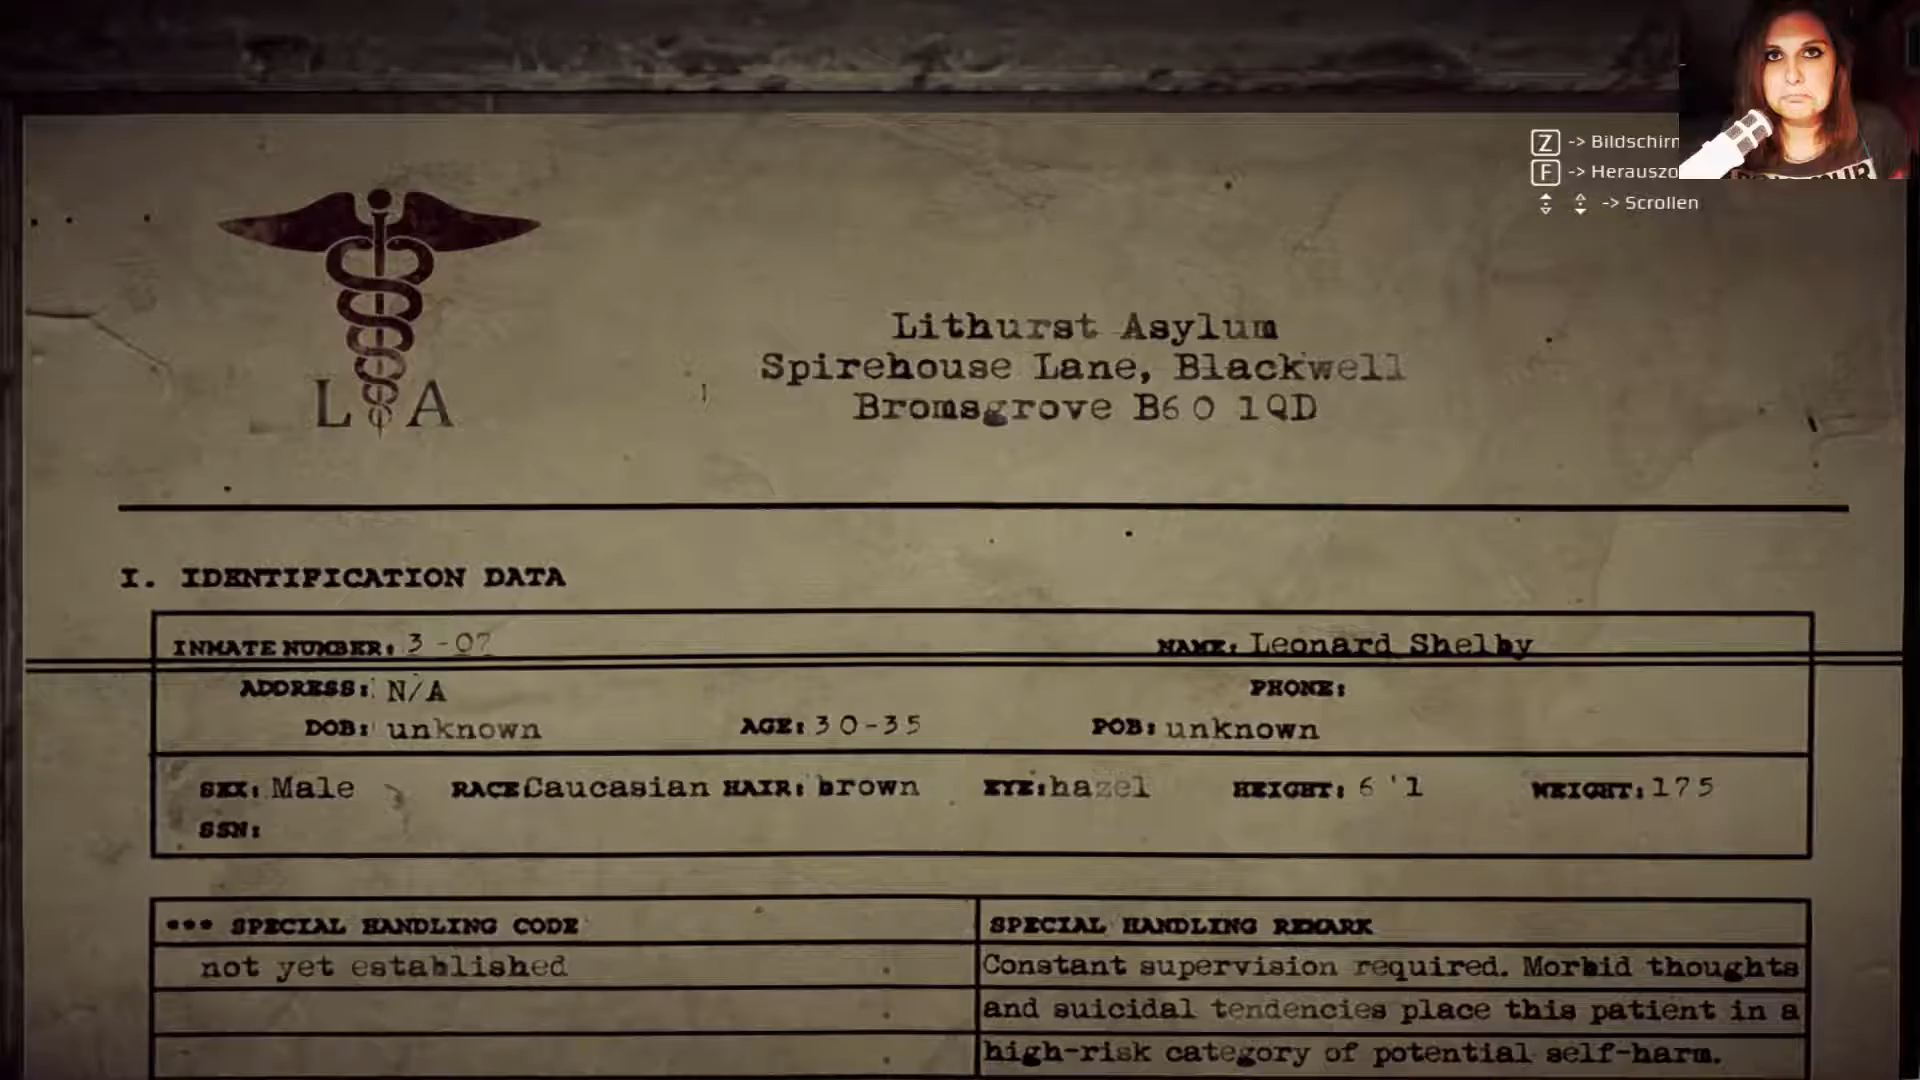 Z -> Bildschirm
F -> Herauszo
-> Scrollen
L A
Lithurst Asylum
Spirehouse Lane, Blackwell
Bromsgrove B60 1QD
I. IDENTIFICATION DATA
INMATE NUMBER: 3-07 NAME: Leonard Shelby
ADDRESS: N/A PHONE:
DOB: unknown AGE: 30-35 POB: unknown
SEX: Male RACE Caucasian HAIR: brown EYE: hazel HEIGHT: 6'1 WEIGHT: 175
SSN:
*** SPECIAL HANDLING CODE SPECIAL HANDLING REMARK
not yet established Constant supervision required. Morbid thoughts
and suicidal tendencies place this patient in a
high-risk category of potential self-harm.